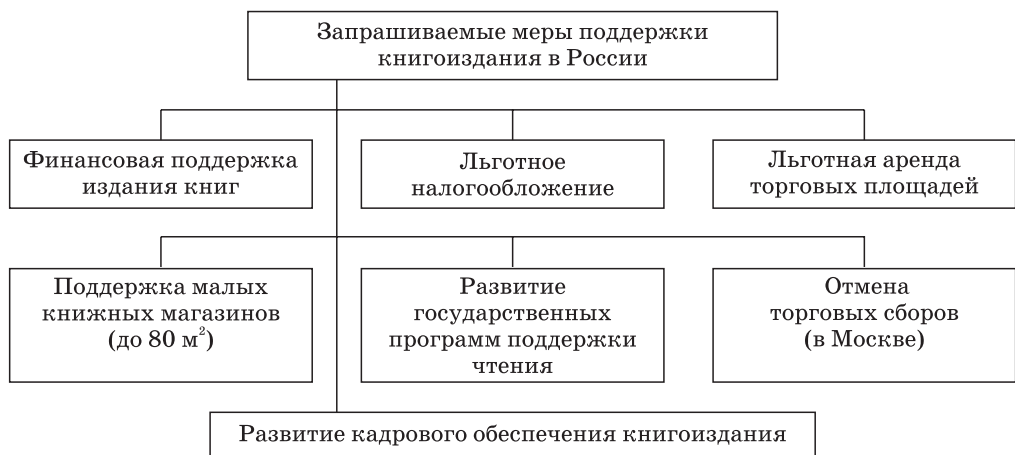 Запрашиваемые меры поддержки
книгоиздания в России
Финансовая поддержка
издания книг
Льготное
налогообложение
Льготная аренда
торговых площадей
Поддержка малых
книжных магазинов
(до 80 м²)
Развитие
государственных
программ поддержки
чтения
Отмена
торговых сборов
(в Москве)
Развитие кадрового обеспечения книгоиздания